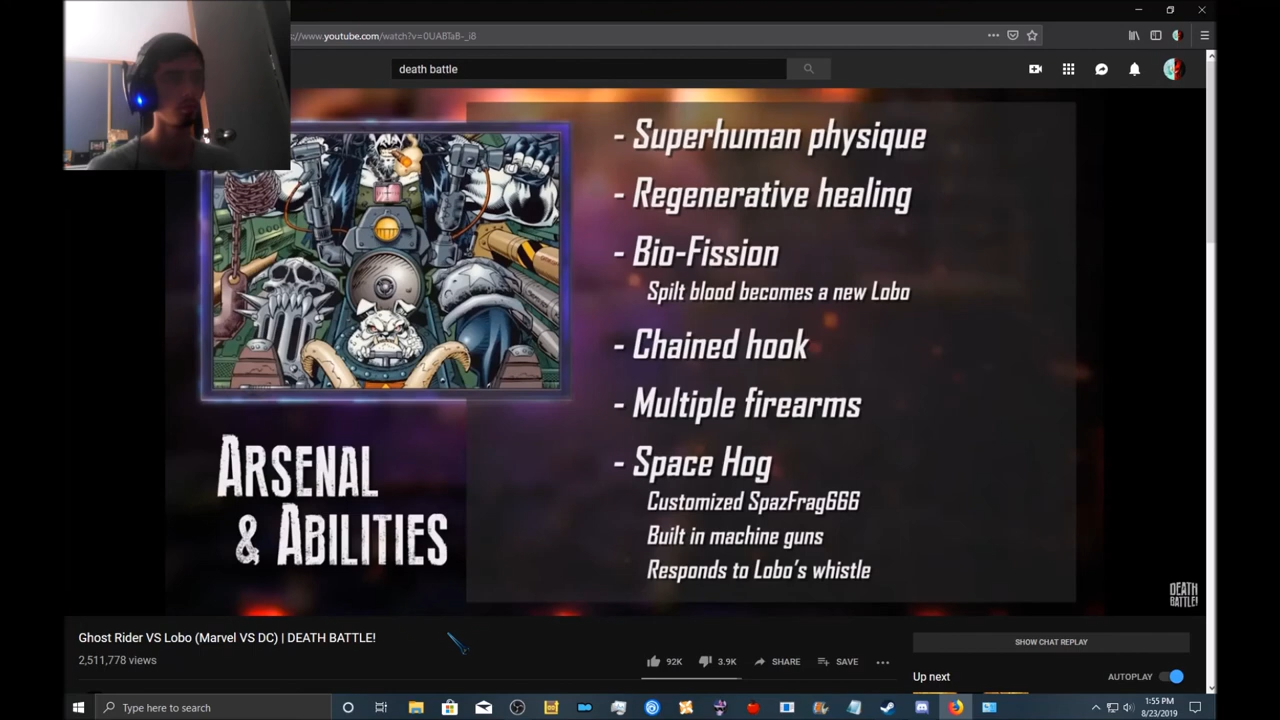 ://www.youtube.com/watch?v=0UABTaB-_i8
death battle
- Superhuman physique
- Regenerative healing
- Bio-Fission
Spilt blood becomes a new Lobo
- Chained hook
- Multiple firearms
- Space Hog
Customized SpazFrag666
Built in machine guns
Responds to Lobo's whistle
ARSENAL
& ABILITIES
DEATH
BATTLE!
Ghost Rider VS Lobo (Marvel VS DC) | DEATH BATTLE!
2,511,778 views
92K
3.9K
SHARE
SAVE
SHOW CHAT REPLAY
Up next
AUTOPLAY
Type here to search
1:55 PM
8/23/2019